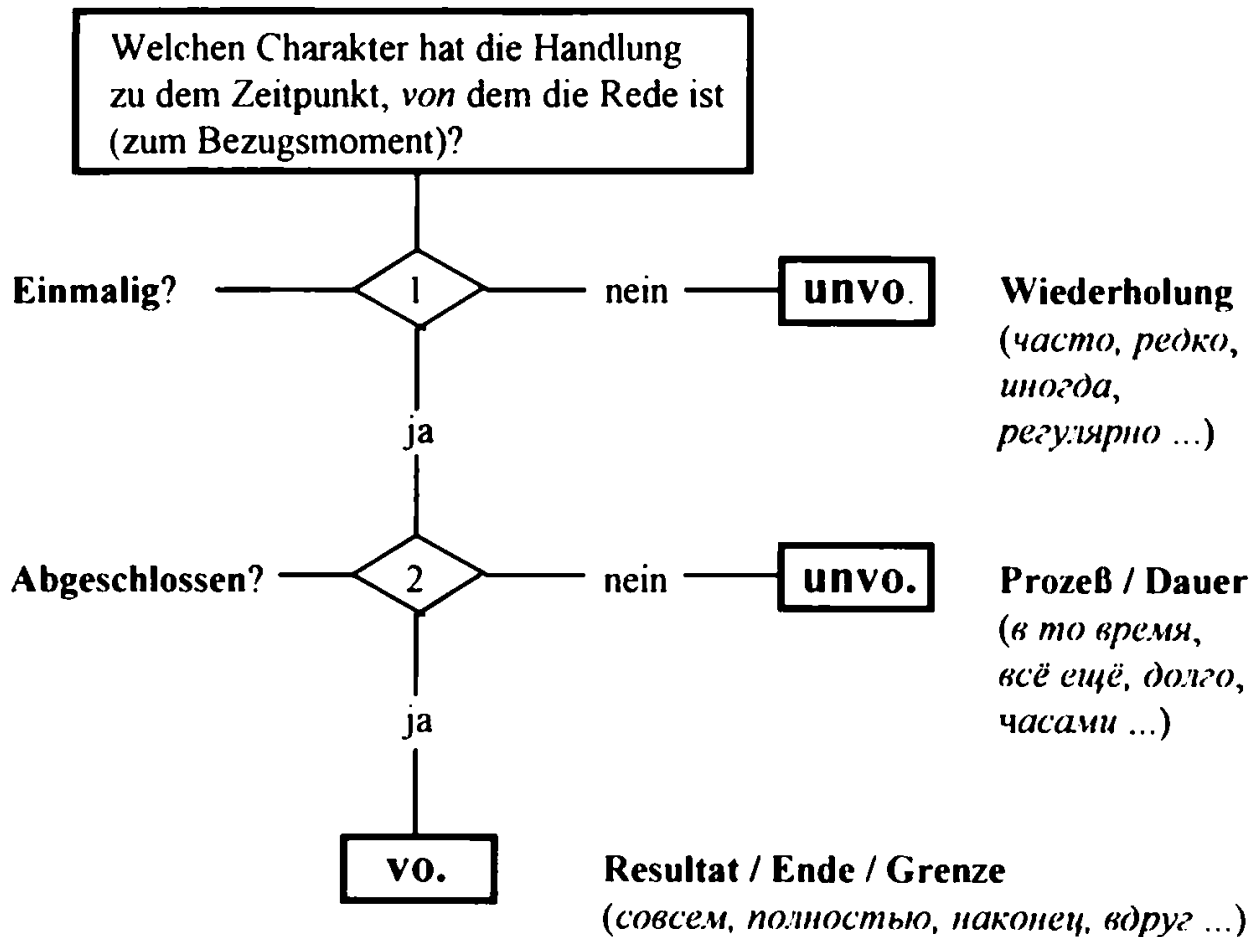 Welchen Charakter hat die Handlung
zu dem Zeitpunkt, von dem die Rede ist
(zum Bezugsmoment)?
Einmalig?
1
nein
unvo.
Wiederholung
(часто, редко,
иногда,
регулярно ...)
ja
Abgeschlossen?
2
nein
unvo.
Prozeß / Dauer
(в то время,
всё ещё, долго,
часами ...)
ja
vo.
Resultat / Ende / Grenze
(совсем, полностью, наконец, вдруг ...)